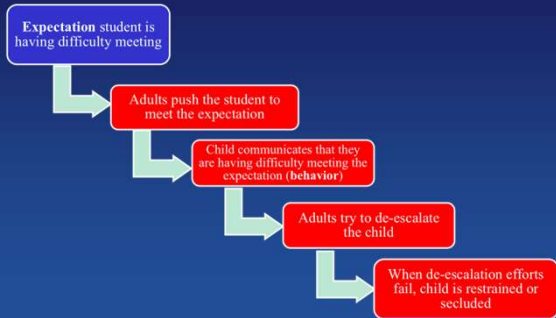 Expectation student is
having difficulty meeting
Adults push the student to
meet the expectation
Child communicates that they
are having difficulty meeting the
expectation (behavior)
Adults try to de-escalate
the child
When de-escalation efforts
fail, child is restrained or
secluded